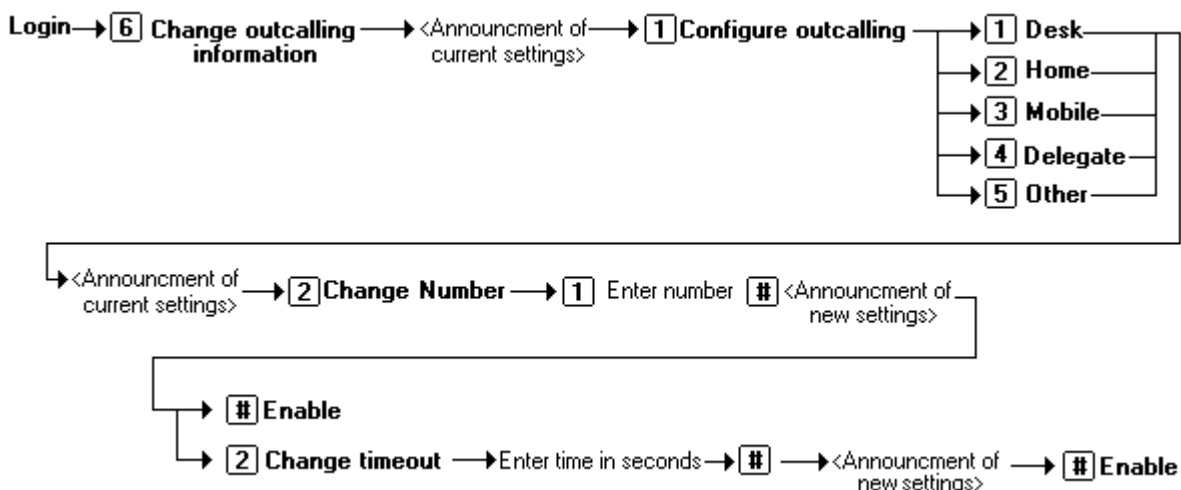 Login 6 Change outcalling <Announcment of 1 Configure outcalling 1 Desk
information current settings>
2 Home
3 Mobile
4 Delegate
5 Other
<Announcment of 2 Change Number 1 Enter number # <Announcment of
current settings> new settings>
# Enable
2 Change timeout Enter time in seconds # <Announcment of # Enable
new settings>